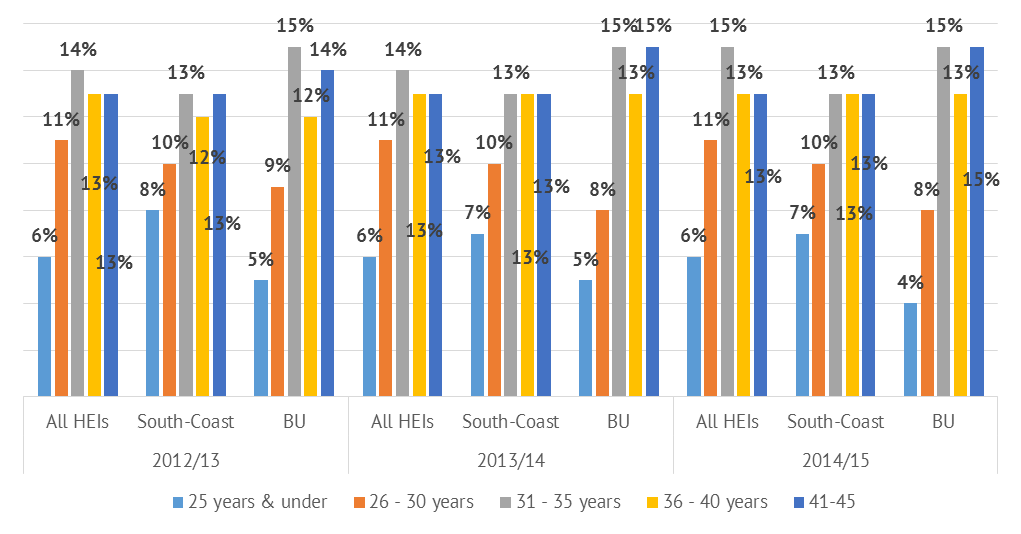 15% 15% 15% 15% 15%
14% 14% 14%
13% 13% 13% 13% 13% 13%
12%
11% 11% 11%
10% 12% 10% 13% 10% 13%
9% 13% 13% 15%
13% 8% 13% 8% 8%
13% 7% 7% 13%
6% 6% 13% 6%
13% 5% 13% 5%
4%
All HEIs South-Coast BU All HEIs South-Coast BU All HEIs South-Coast BU
2012/13 2013/14 2014/15
25 years & under 26 - 30 years 31 - 35 years 36 - 40 years 41-45